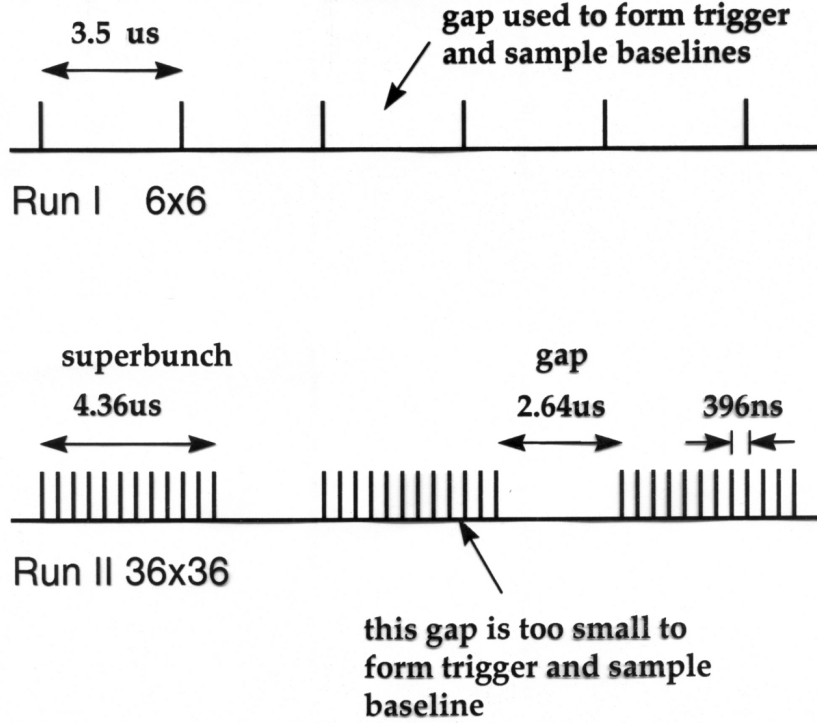 3.5 us
gap used to form trigger
and sample baselines
Run I 6x6
superbunch
4.36us
gap
2.64us
396ns
Run II 36x36
this gap is too small to
form trigger and sample
baseline